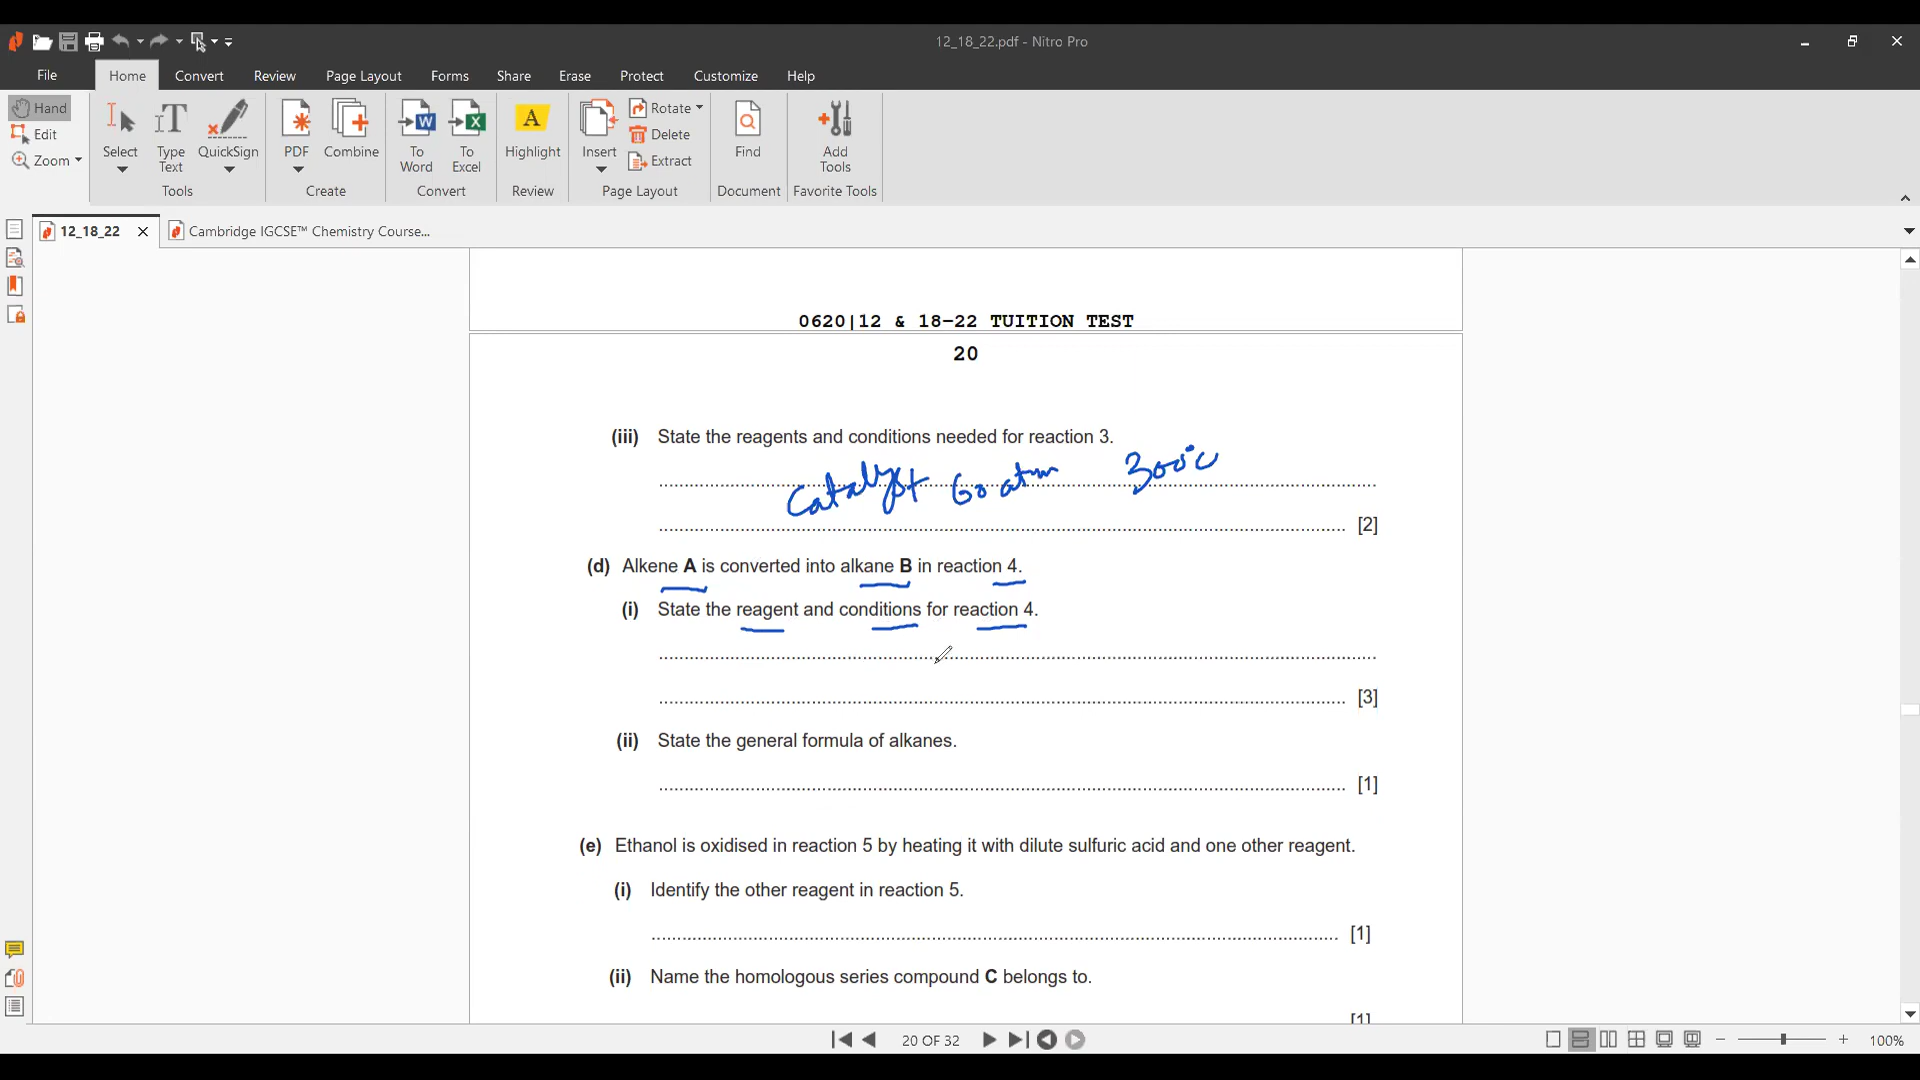 12_18_22.pdf - Nitro Pro
File Home Convert Review Page Layout Forms Share Erase Protect Customize Help
Hand
Edit
Zoom
Select
Type Text
QuickSign
Tools
PDF
Combine
Create
To Word
To Excel
Convert
A
Highlight
Review
Insert
Rotate
Delete
Extract
Page Layout
Find
Document
Add Tools
Favorite Tools
12_18_22
Cambridge IGCSE™ Chemistry Course...
0620|12 & 18-22 TUITION TEST
20
(iii) State the reagents and conditions needed for reaction 3.
Catalyst 60 atm 300°C
[2]
(d) Alkene A is converted into alkane B in reaction 4.
(i) State the reagent and conditions for reaction 4.
[3]
(ii) State the general formula of alkanes.
[1]
(e) Ethanol is oxidised in reaction 5 by heating it with dilute sulfuric acid and one other reagent.
(i) Identify the other reagent in reaction 5.
[1]
(ii) Name the homologous series compound C belongs to.
[1]
20 OF 32
100%